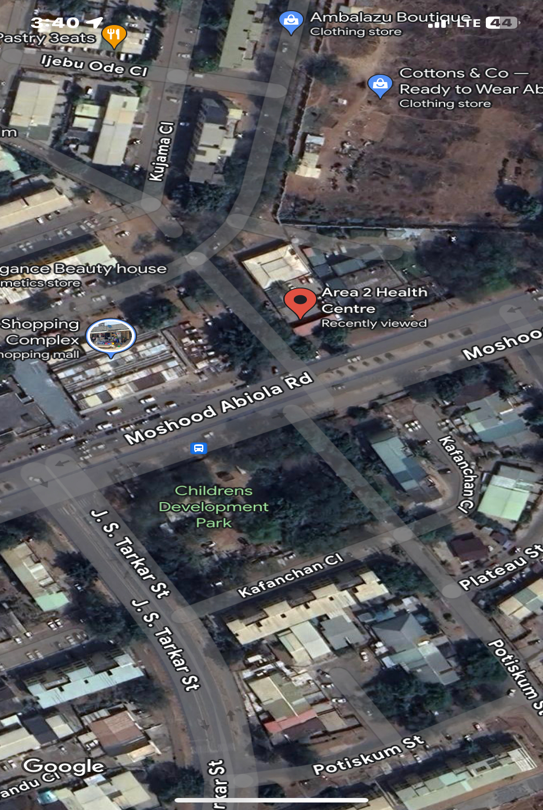 3:40
LTE 44
Ambalazu Boutique
Clothing store
Pastry 3eats
Ijebu Ode Cl
Cottons & Co —
Ready to Wear Ab
Clothing store
m
Kujama Cl
gance Beauty house
metics store
Area 2 Health
Centre
Recently viewed
Shopping
Complex
hopping mall
Moshoo
Moshood Abiola Rd
Kafanchan Cl
Childrens
Development
Park
J. S. Tarkar St
Kafanchan Cl
Plateau St
J. S. Tarkar St
Potiskum St
Potiskum St
Google
andu Cl
rkar St